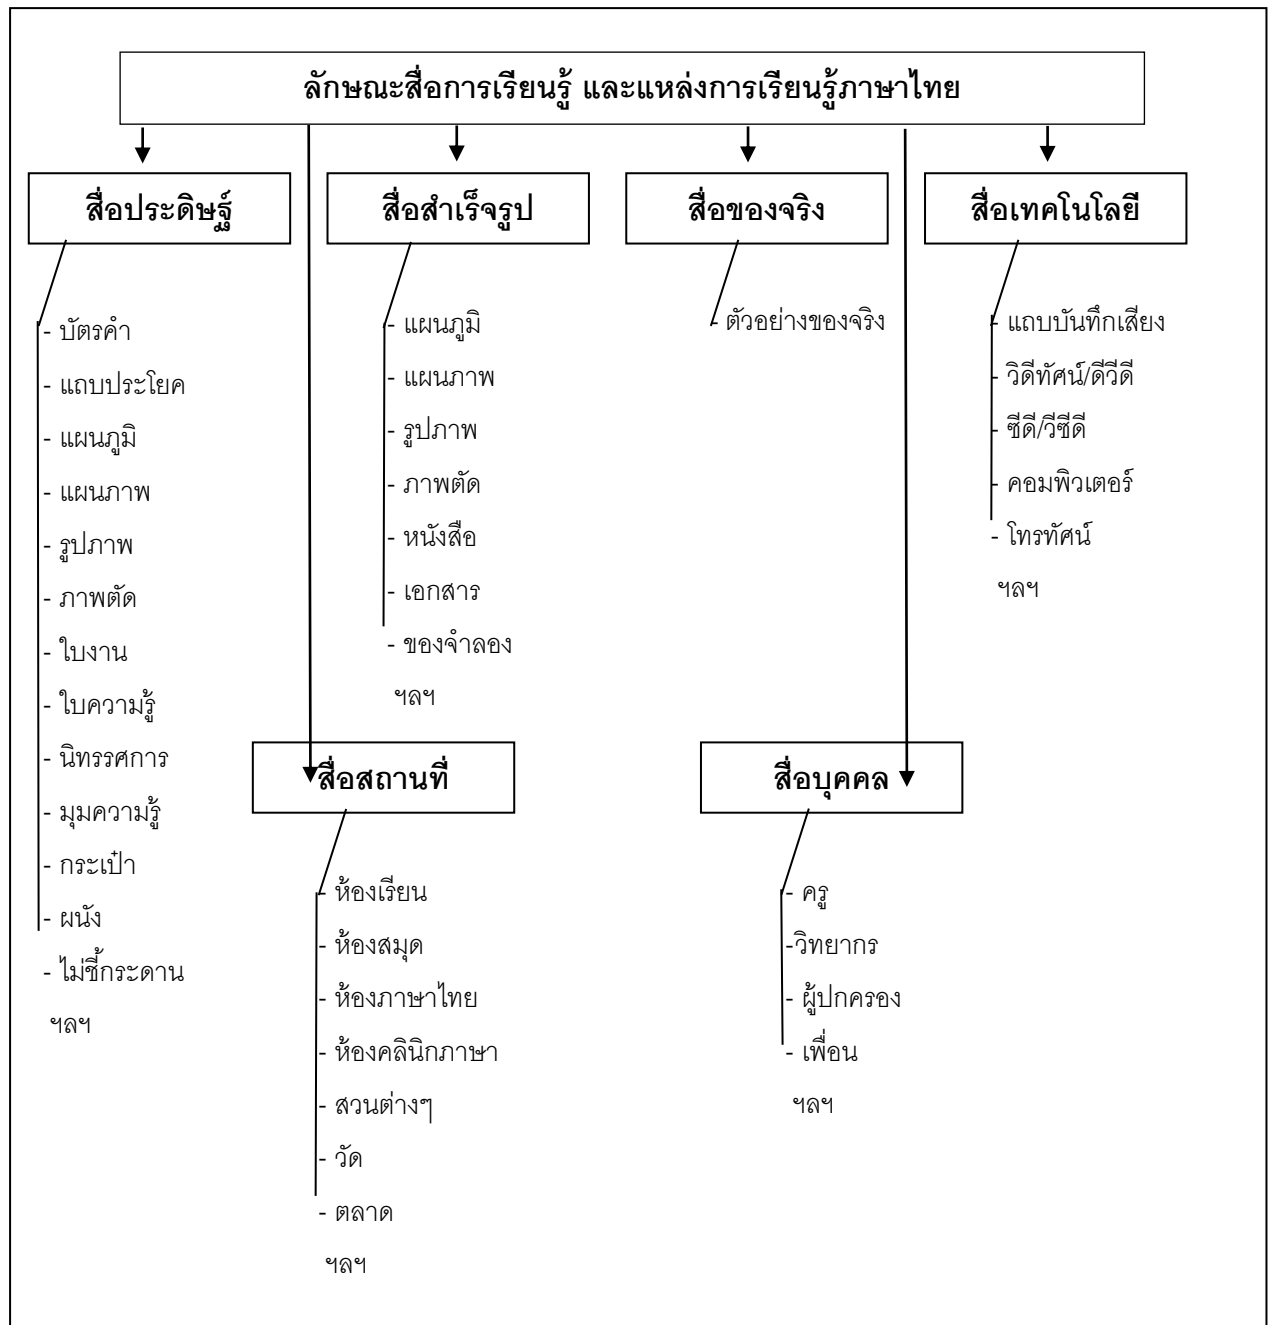 ลักษณะสื่อการเรียนรู้ และแหล่งการเรียนรู้ภาษาไทย
สื่อประดิษฐ์
- บัตรคำ
- แถบประโยค
- แผนภูมิ
- แผนภาพ
- รูปภาพ
- ภาพตัด
- ใบงาน
- ใบความรู้
- นิทรรศการ
- มุมความรู้
- กระเป๋า
- ผนัง
- ไม่ชี้กระดาน
ฯลฯ
สื่อสำเร็จรูป
- แผนภูมิ
- แผนภาพ
- รูปภาพ
- ภาพตัด
- หนังสือ
- เอกสาร
- ของจำลอง
ฯลฯ
สื่อของจริง
- ตัวอย่างของจริง
สื่อเทคโนโลยี
- แถบบันทึกเสียง
- วิดีทัศน์/ดีวีดี
- ซีดี/วีซีดี
- คอมพิวเตอร์
- โทรทัศน์
ฯลฯ
สื่อสถานที่
- ห้องเรียน
- ห้องสมุด
- ห้องภาษาไทย
- ห้องคลินิกภาษา
- สวนต่างๆ
- วัด
- ตลาด
ฯลฯ
สื่อบุคคล
- ครู
-วิทยากร
- ผู้ปกครอง
- เพื่อน
ฯลฯ